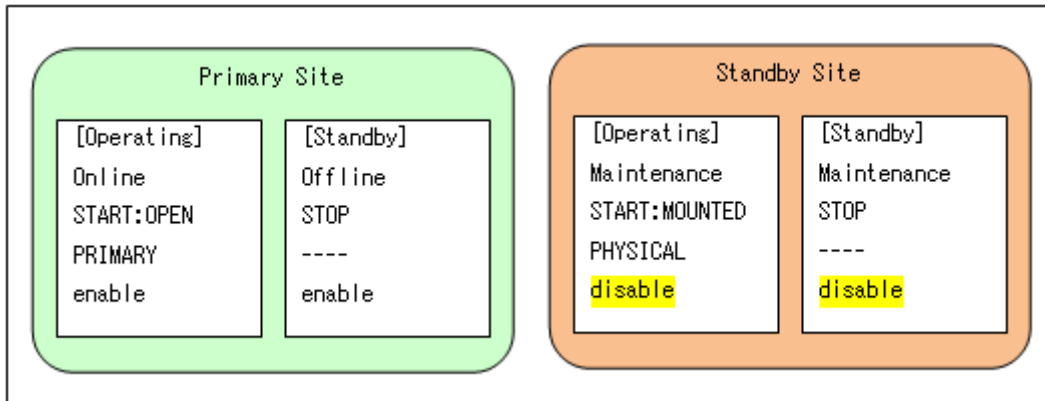 Primary Site
[Operating]
Online
START:OPEN
PRIMARY
enable
[Standby]
Offline
STOP
----
enable
Standby Site
[Operating]
Maintenance
START:MOUNTED
PHYSICAL
disable
[Standby]
Maintenance
STOP
----
disable